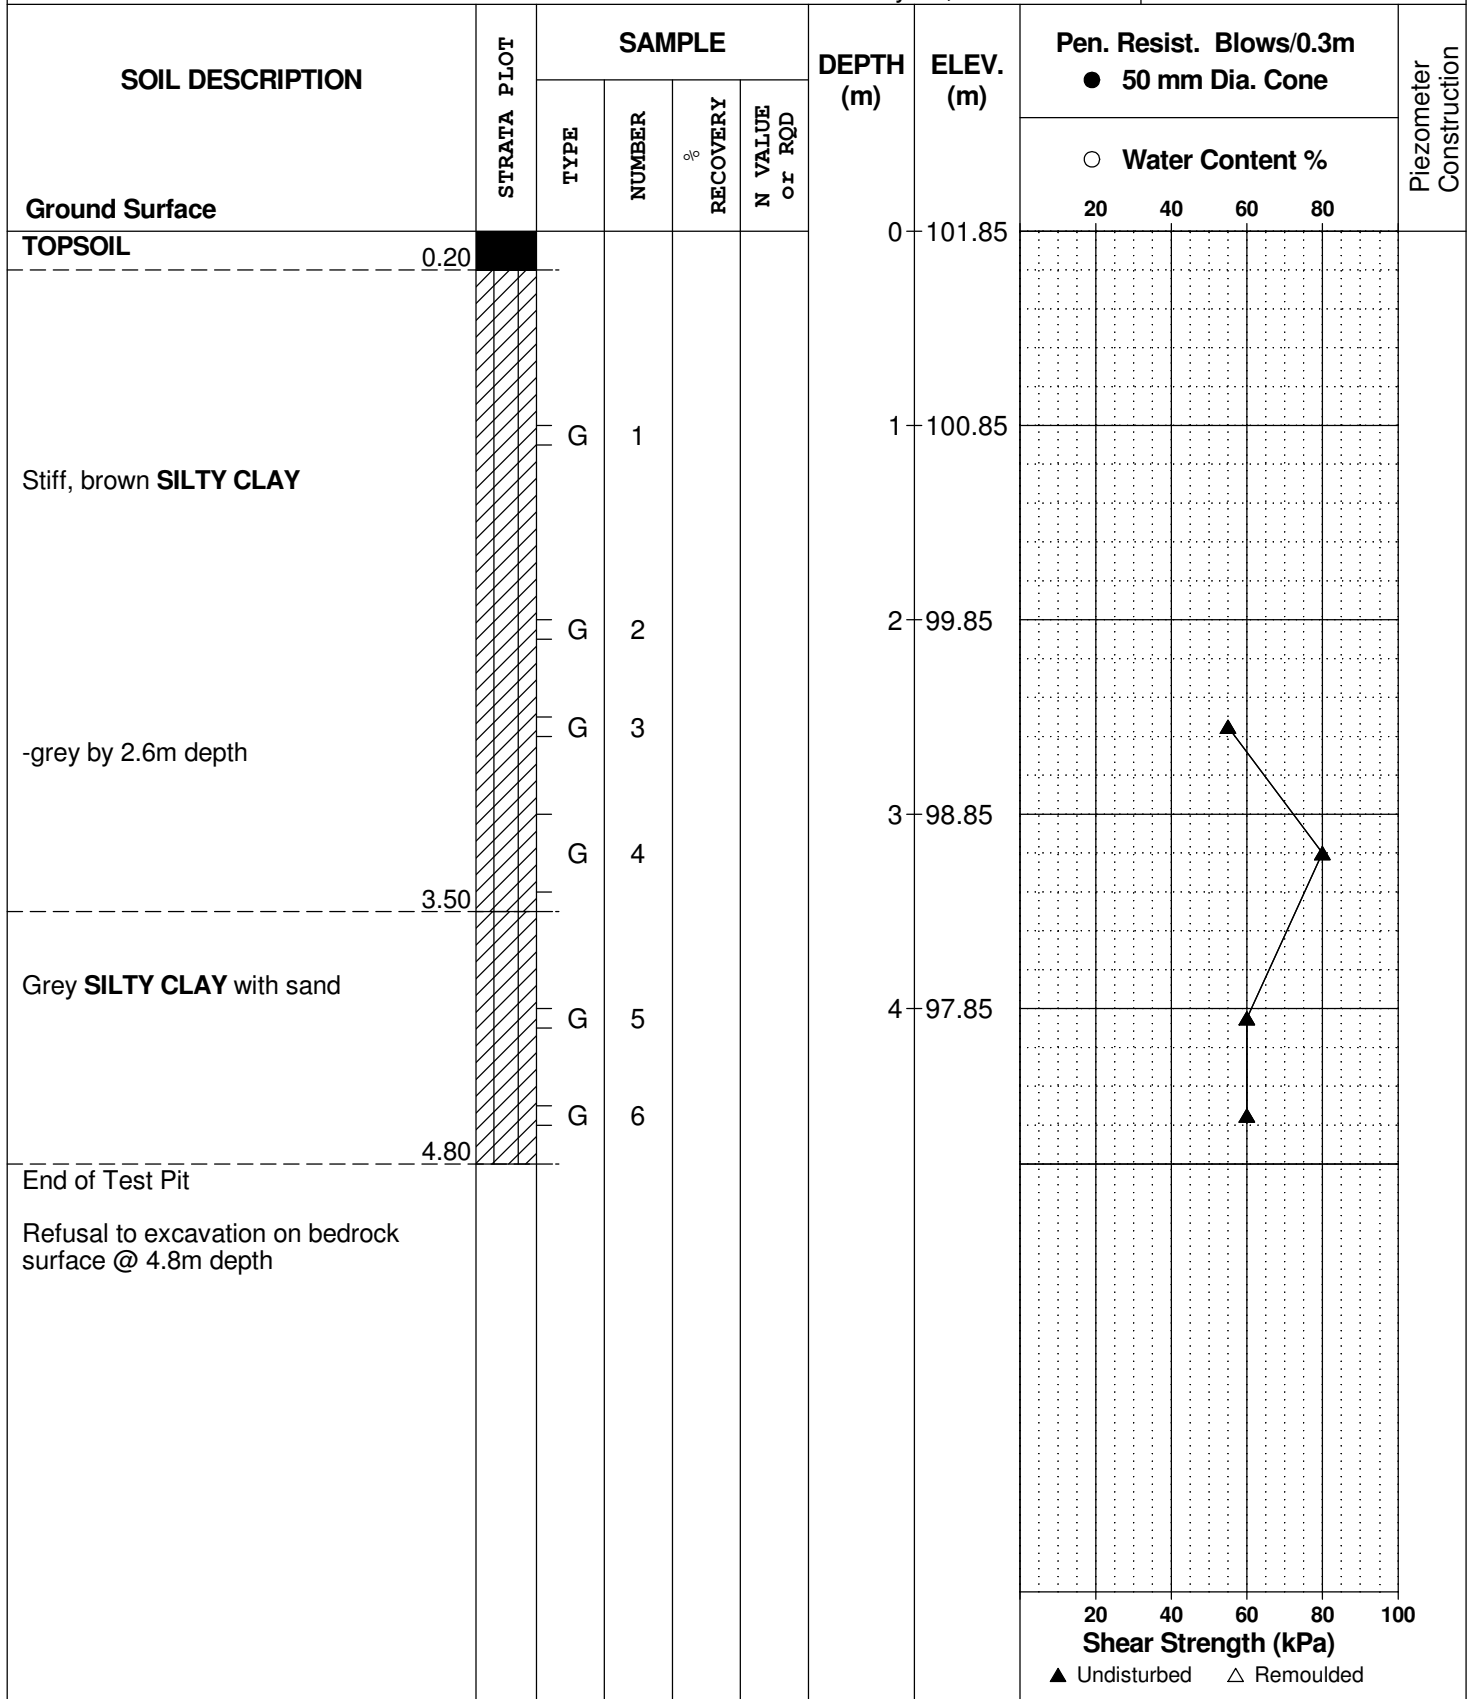 SOIL DESCRIPTION
Ground Surface
STRATA PLOT
SAMPLE
TYPE
NUMBER
%
RECOVERY
N VALUE
or RQD
DEPTH
(m)
ELEV.
(m)
Pen. Resist. Blows/0.3m
● 50 mm Dia. Cone
○ Water Content %
20 40 60 80
Piezometer
Construction
TOPSOIL
0.20
0 101.85
G 1
1 100.85
Stiff, brown SILTY CLAY
G 2
2 99.85
G 3
-grey by 2.6m depth
3 98.85
G 4
3.50
Grey SILTY CLAY with sand
G 5
4 97.85
G 6
4.80
End of Test Pit
Refusal to excavation on bedrock
surface @ 4.8m depth
20 40 60 80 100
Shear Strength (kPa)
▲ Undisturbed △ Remoulded